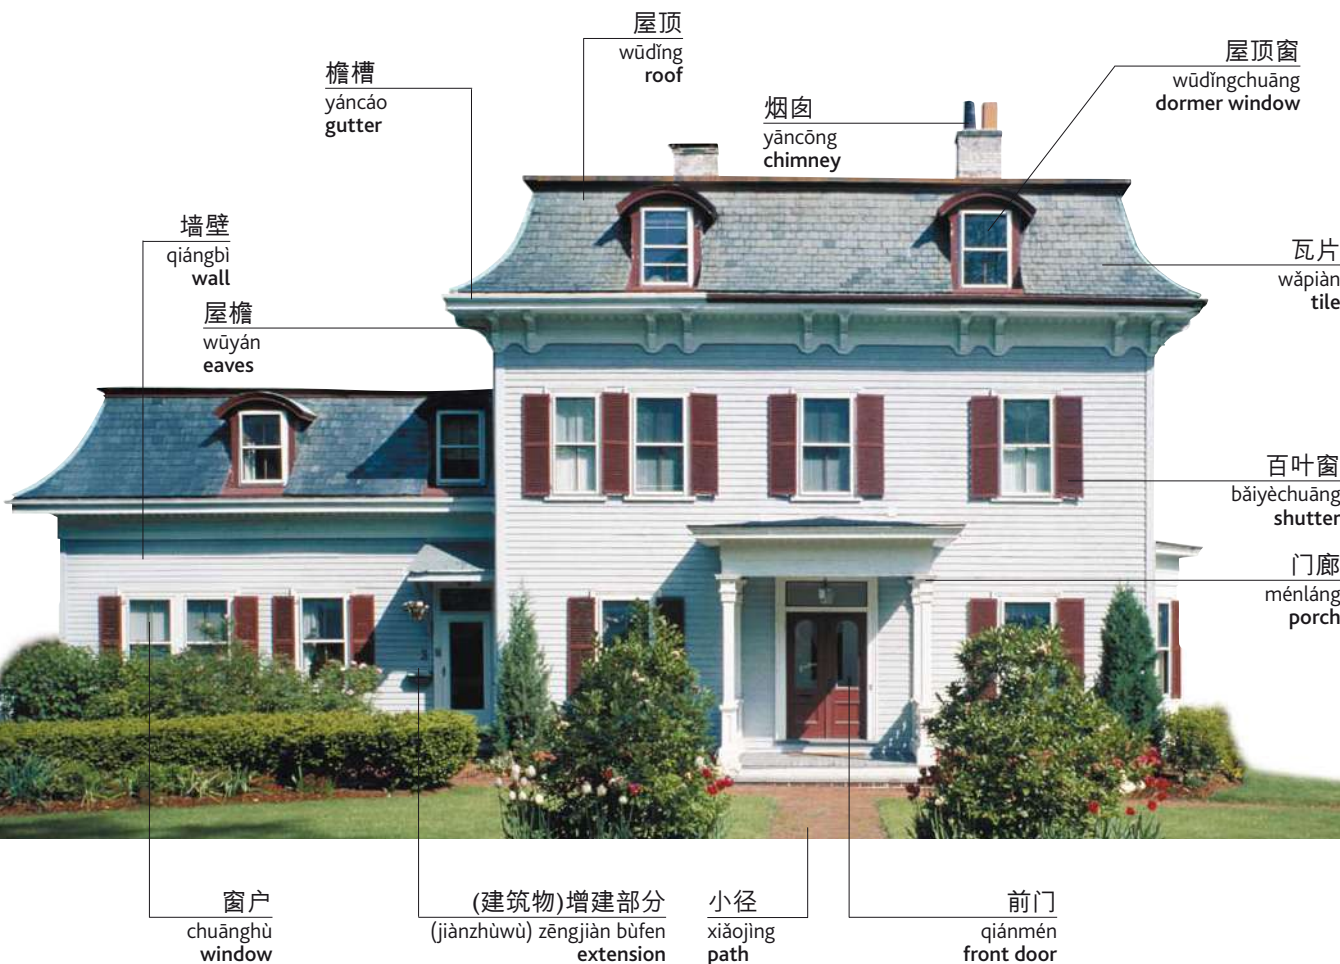 屋顶
wūdǐng
roof
屋顶窗
wūdǐngchuāng
dormer window
檐槽
yáncáo
gutter
烟囱
yāncōng
chimney
墙壁
qiángbì
wall
瓦片
wǎpiàn
tile
屋檐
wūyán
eaves
百叶窗
bǎiyèchuāng
shutter
门廊
ménláng
porch
窗户
chuānghù
window
(建筑物)增建部分
(jiànzhùwù) zēngjiàn bùfen
extension
小径
xiǎojìng
path
前门
qiánmén
front door